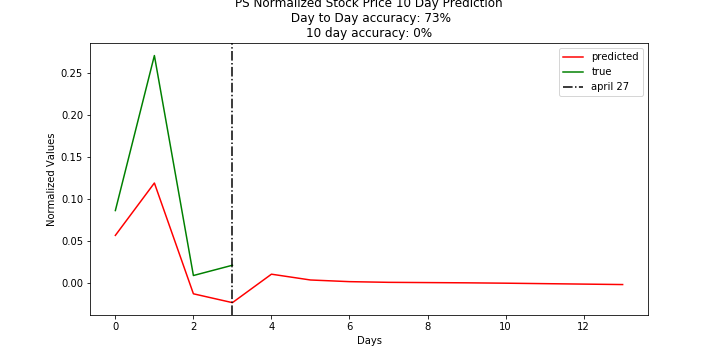 PS Normalized Stock Price 10 Day Prediction
Day to Day accuracy: 73%
10 day accuracy: 0%
predicted
true
april 27
0.25
0.20
0.15
0.10
0.05
0.00
Normalized Values
0 2 4 6 8 10 12
Days